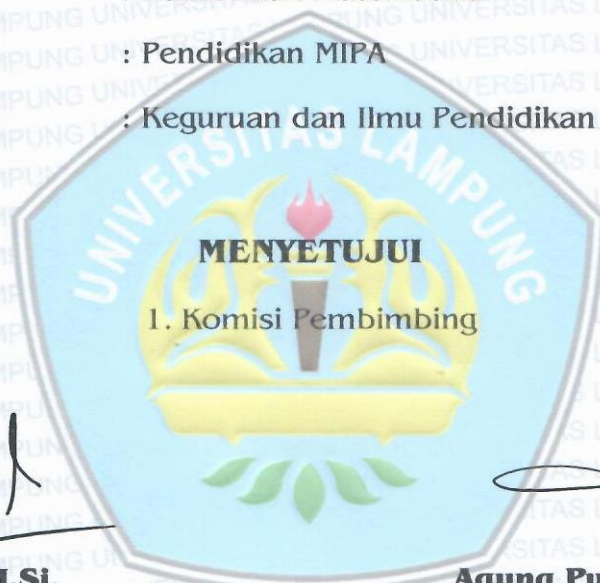 : Pendidikan MIPA
: Keguruan dan Ilmu Pendidikan
UNIVERSITAS LAMPUNG
MENYETUJUI
1. Komisi Pembimbing
Agung Pu